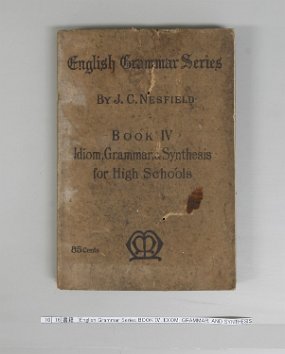 English Grammar Series
BY J. C. NESFIELD
BOOK IV
Idiom, Grammar and Synthesis
for High Schools
85 Cents
English Grammar Series BOOK IV: IDIOM, GRAMMAR, AND SYNTHESIS